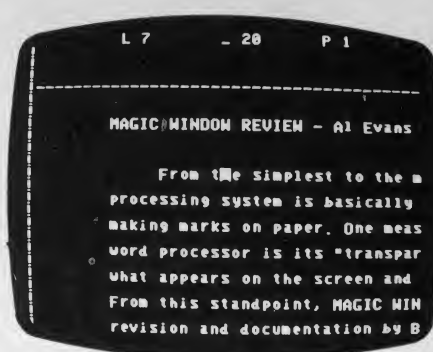 L 7 _ 20 P 1
MAGIC WINDOW REVIEW - Al Evans
From the simplest to the m
processing system is basically
making marks on paper. One meas
word processor is its "transpar
what appears on the screen and
From this standpoint, MAGIC WIN
revision and documentation by B